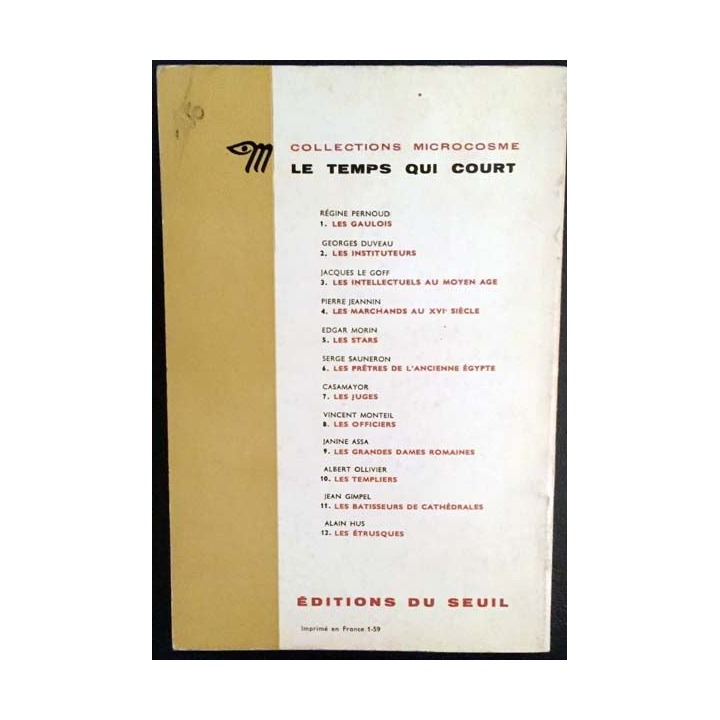 COLLECTIONS MICROCOSME
LE TEMPS QUI COURT
RÉGINE PERNOUD
1. LES GAULOIS
GEORGES DUVEAU
2. LES INSTITUTEURS
JACQUES LE GOFF
3. LES INTELLECTUELS AU MOYEN AGE
PIERRE JEANNIN
4. LES MARCHANDS AU XVIe SIÈCLE
EDGAR MORIN
5. LES STARS
SERGE SAUNERON
6. LES PRÊTRES DE L'ANCIENNE ÉGYPTE
CASAMAYOR
7. LES JUGES
VINCENT MONTEIL
8. LES OFFICIERS
JANINE ASSA
9. LES GRANDES DAMES ROMAINES
ALBERT OLLIVIER
10. LES TEMPLIERS
JEAN GIMPEL
11. LES BATISSEURS DE CATHÉDRALES
ALAIN HUS
12. LES ÉTRUSQUES
ÉDITIONS DU SEUIL
Imprimé en France 1-59